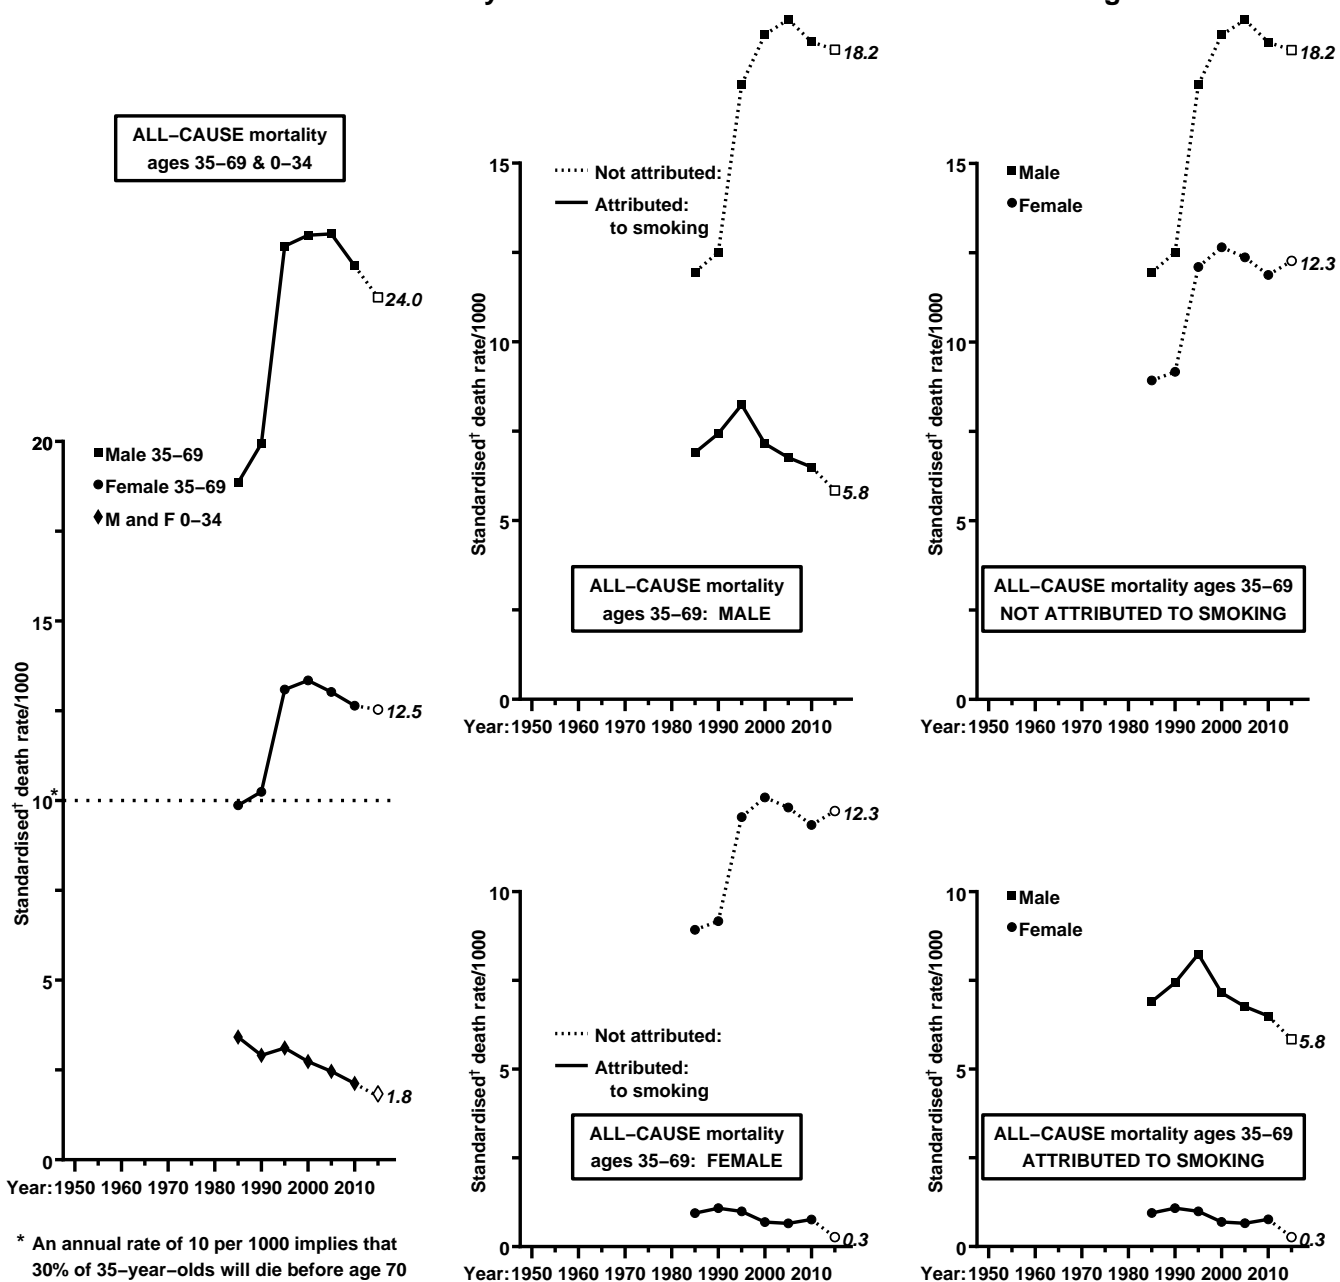 ALL–CAUSE mortality
ages 35–69 & 0–34
24.0
20
Male 35–69
Female 35–69
M and F 0–34
15
12.5
10*
5
1.8
0
Standardised† death rate/1000
Year: 1950 1960 1970 1980 1990 2000 2010
* An annual rate of 10 per 1000 implies that
30% of 35–year–olds will die before age 70
18.2
15
Not attributed:
Attributed:
to smoking
10
5.8
5
ALL–CAUSE mortality
ages 35–69: MALE
0
Standardised† death rate/1000
Year: 1950 1960 1970 1980 1990 2000 2010
18.2
15
Male
Female
12.3
10
5
ALL–CAUSE mortality ages 35–69
NOT ATTRIBUTED TO SMOKING
0
Standardised† death rate/1000
Year: 1950 1960 1970 1980 1990 2000 2010
12.3
10
Not attributed:
Attributed:
to smoking
5
ALL–CAUSE mortality
ages 35–69: FEMALE
0.3
0
Standardised† death rate/1000
Year: 1950 1960 1970 1980 1990 2000 2010
10
Male
Female
5.8
5
ALL–CAUSE mortality ages 35–69
ATTRIBUTED TO SMOKING
0.3
0
Standardised† death rate/1000
Year: 1950 1960 1970 1980 1990 2000 2010